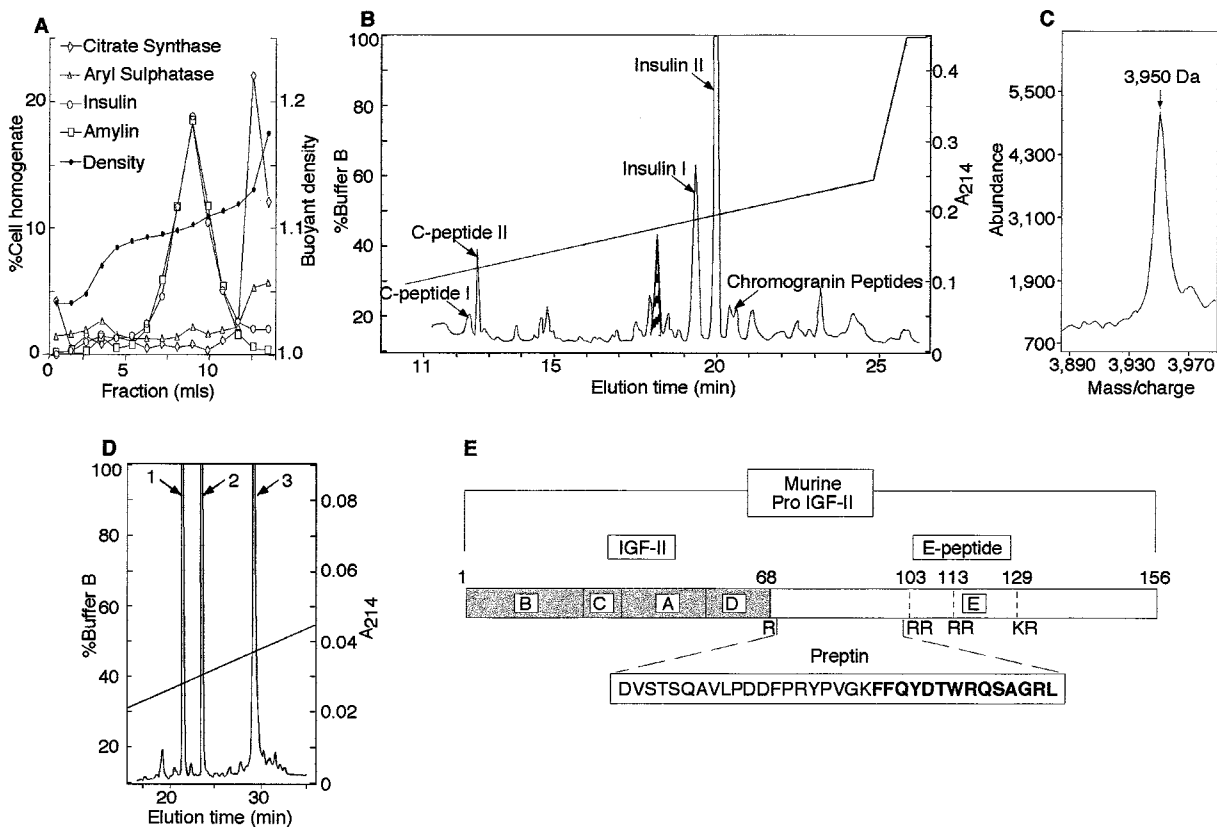 A
Citrate Synthase
Aryl Sulphatase
Insulin
Amylin
Density
20
10
0
%Cell homogenate
1.2
1.1
1.0
Buoyant density
0 5 10
Fraction (mls)
B
100
80
60
40
20
%Buffer B
0.4
0.3
0.2
0.1
0
A214
Insulin II
Insulin I
C-peptide II
C-peptide I
Chromogranin Peptides
11 15 20 25
Elution time (min)
C
3,950 Da
5,500
4,300
3,100
1,900
700
Abundance
3,890 3,930 3,970
Mass/charge
D
100
80
60
40
20
%Buffer B
1 2 3
0.08
0.06
0.04
0.02
0
A214
20 30
Elution time (min)
E
Murine
Pro IGF-II
IGF-II E-peptide
1 68 103 113 129 156
B C A D E
R RR RR KR
Preptin
DVSTSQAVLPDDFPRYPVGKFFQYDTWRQSAGRL